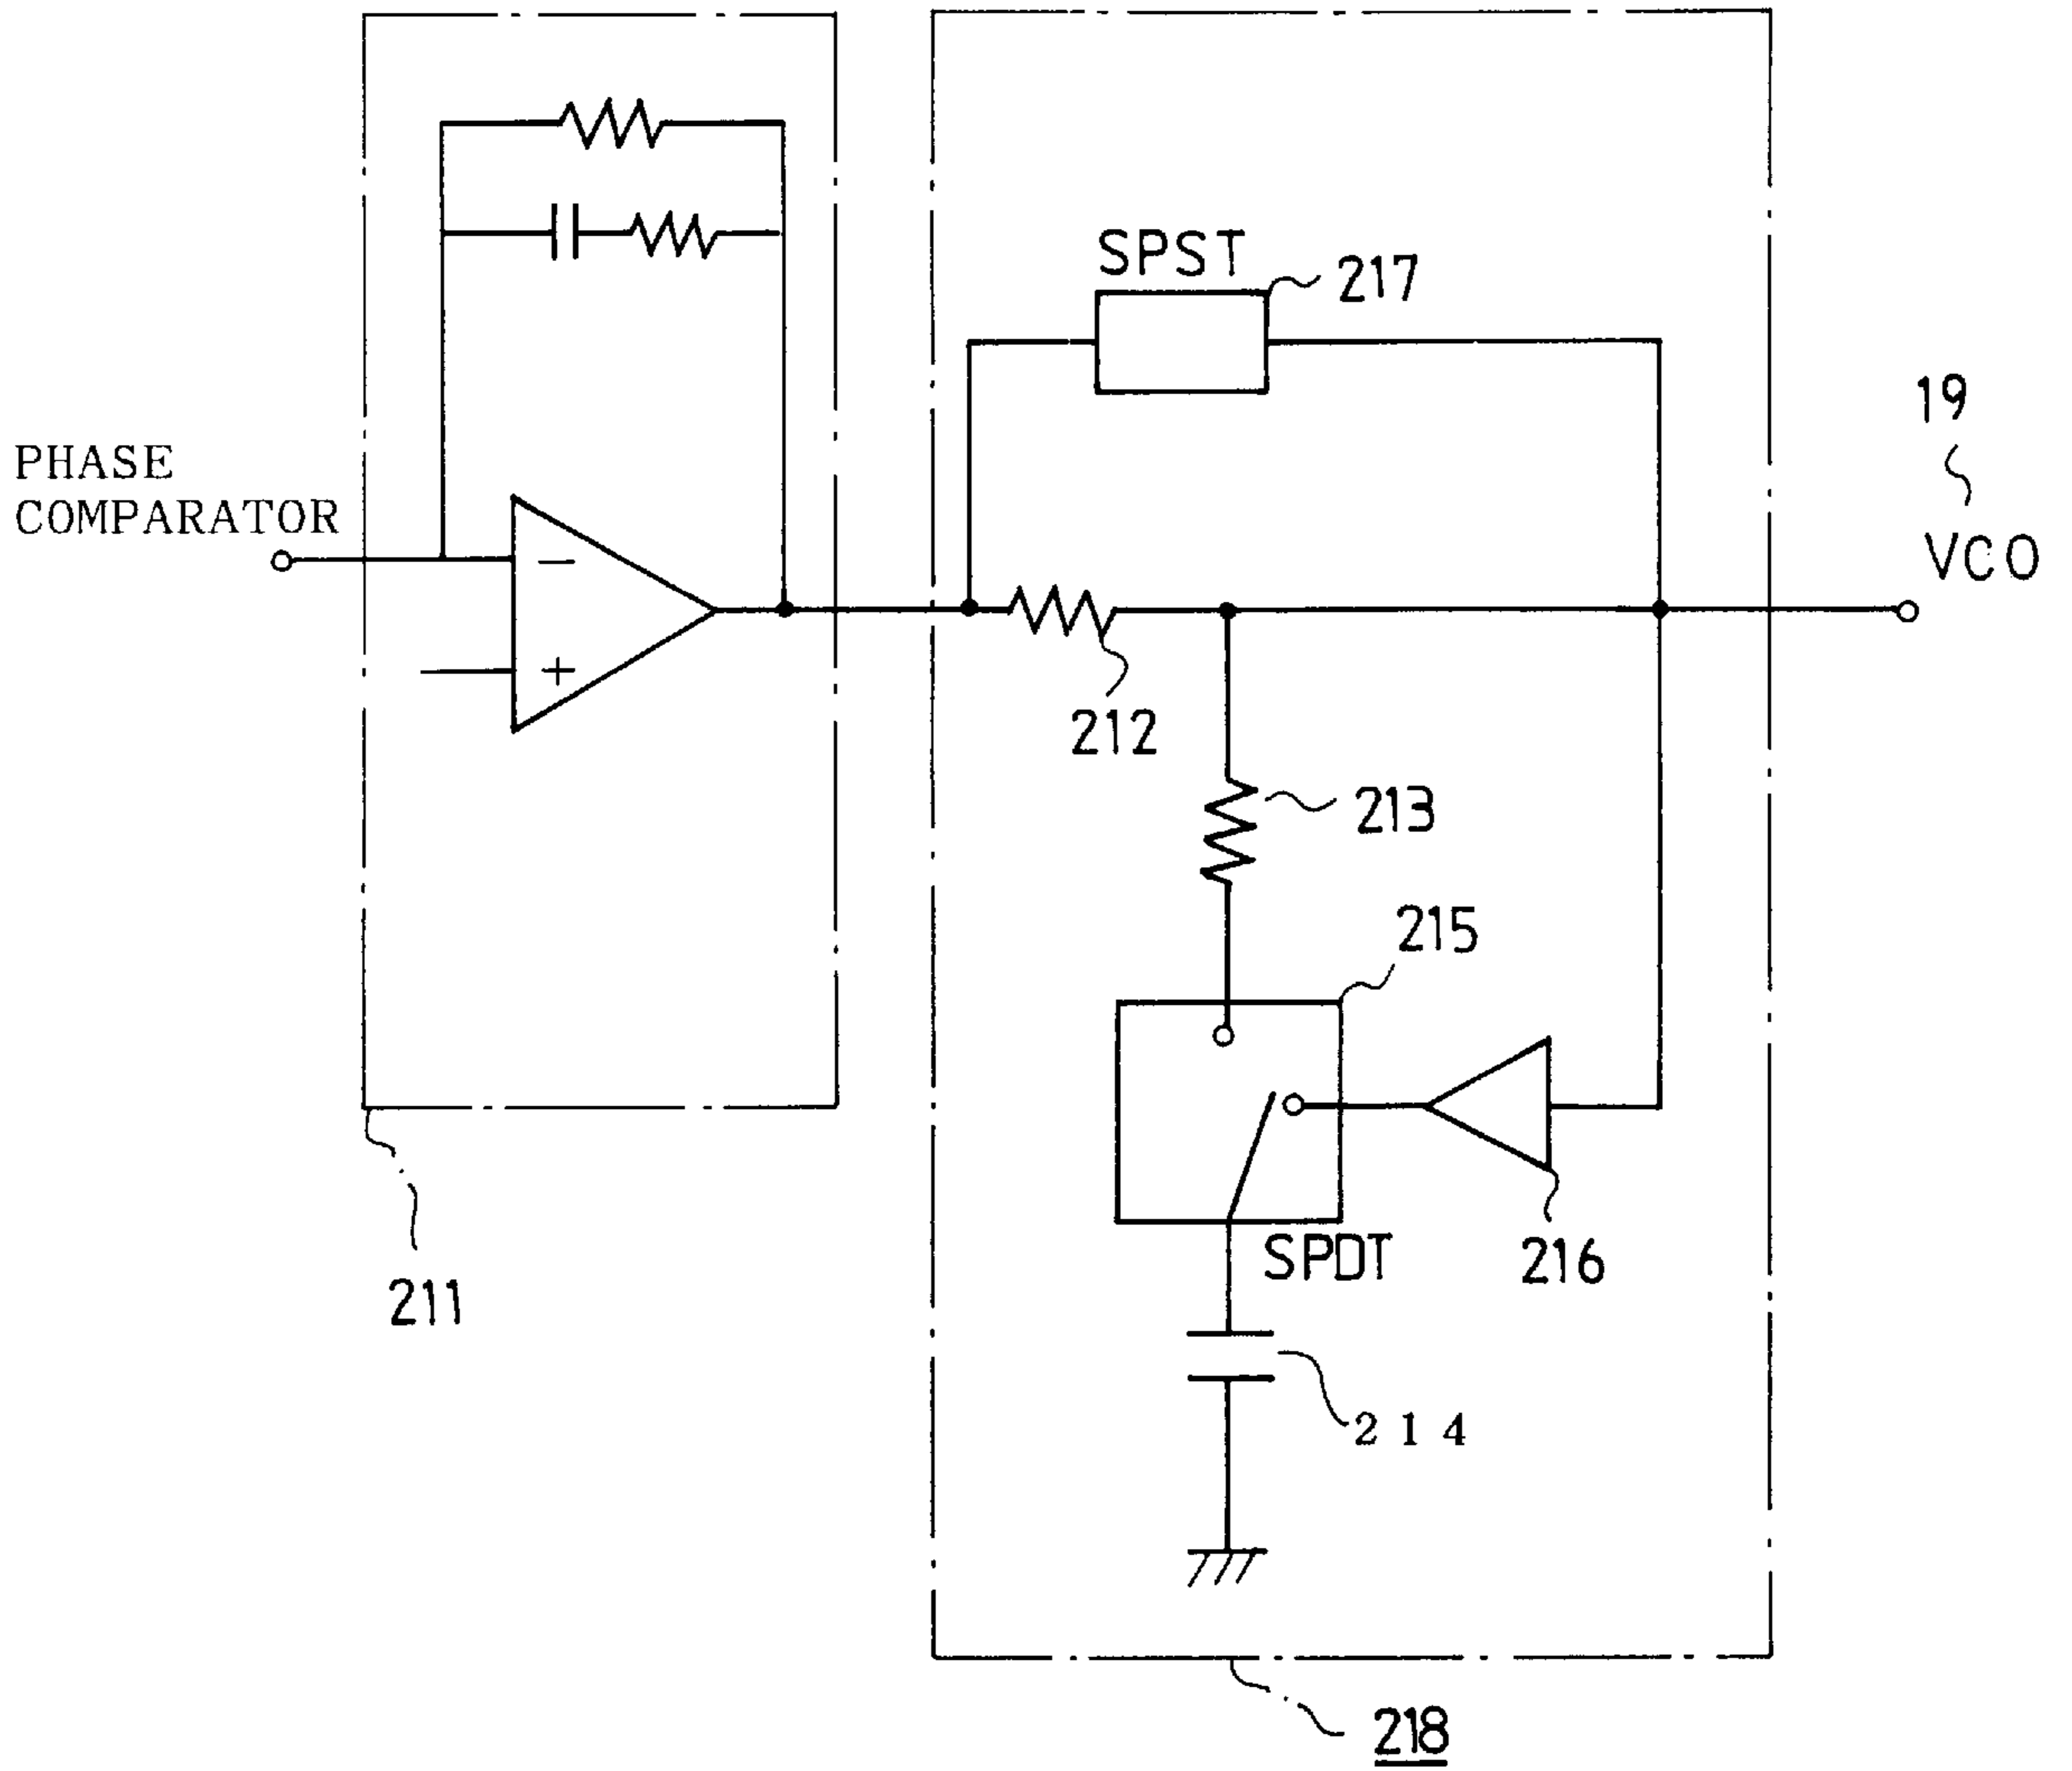 SPST
217
19
PHASE
COMPARATOR
VCO
−
+
212
213
215
216
SPDT
211
2 1 4
218